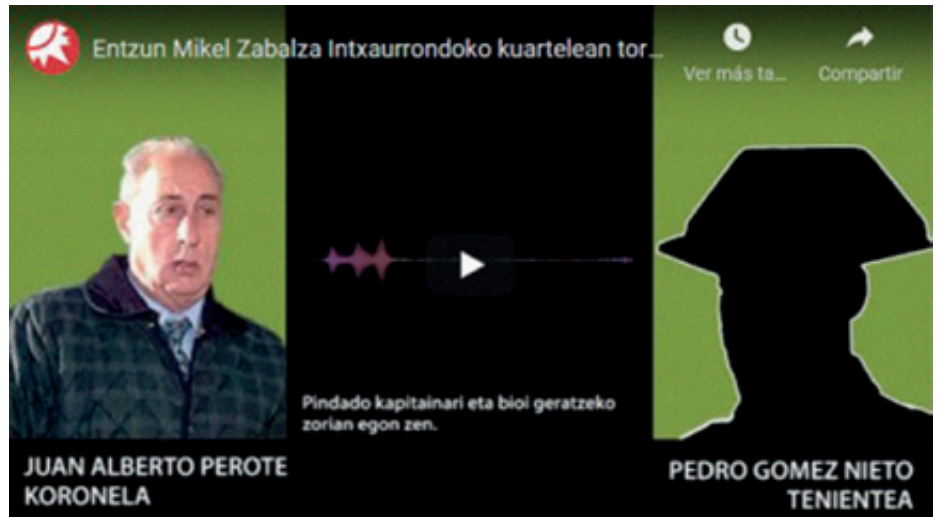 Entzun Mikel Zabalza Intxaurrondoko kuartelean tor...
Ver más ta...
Compartir
Pindado kapitainari eta bioi geratzeko
zorian egon zen.
JUAN ALBERTO PEROTE
KORONELA
PEDRO GOMEZ NIETO
TENIENTEA